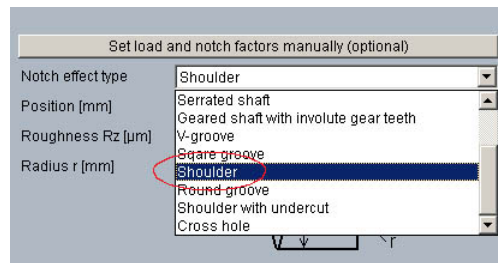 Set load and notch factors manually (optional)
Notch effect type Shoulder
Position [mm]
Roughness Rz [µm]
Radius r [mm]
Serrated shaft
Geared shaft with involute gear teeth
V-groove
Sqare groove
Shoulder
Round groove
Shoulder with undercut
Cross hole
r